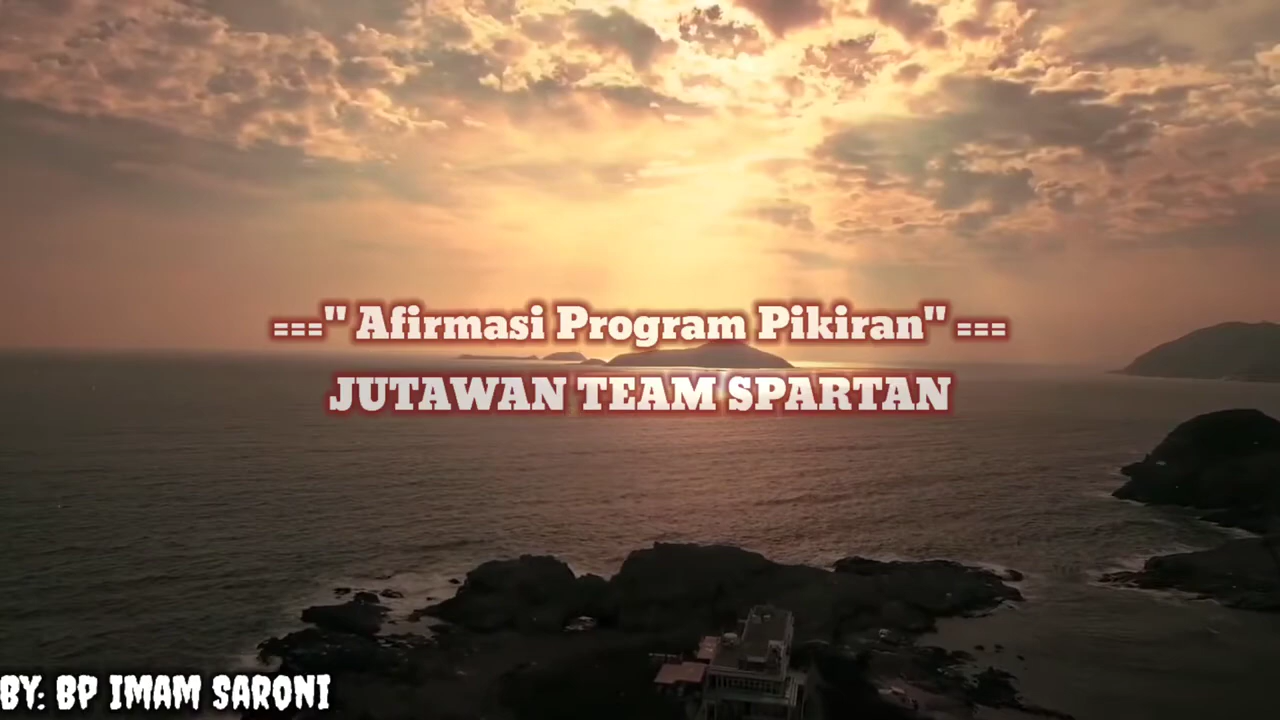 ===" Afirmasi Program Pikiran" ===
JUTAWAN TEAM SPARTAN
BY: BP IMAM SARONI